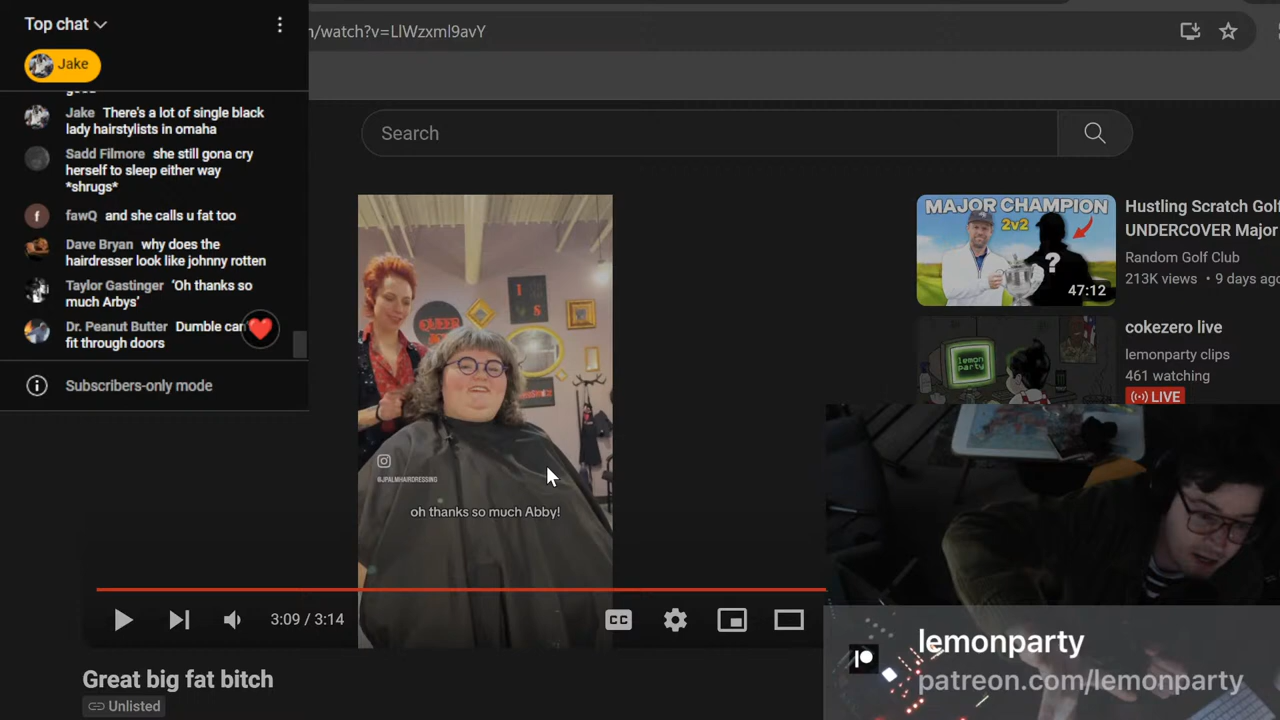 Top chat
Jake
good
Jake There's a lot of single black
lady hairstylists in omaha
Sadd Filmore she still gona cry
herself to sleep either way
*shrugs*
f
fawQ and she calls u fat too
Dave Bryan why does the
hairdresser look like johnny rotten
Taylor Gastinger 'Oh thanks so
much Arbys'
Dr. Peanut Butter Dumble can
fit through doors
Subscribers-only mode
/watch?v=LlWzxml9avY
Search
QUEER
@JPALMHAIRDRESSING
oh thanks so much Abby!
3:09 / 3:14
CC
Great big fat bitch
Unlisted
MAJOR CHAMPION
2v2
?
47:12
Hustling Scratch Golf
UNDERCOVER Major
Random Golf Club
213K views • 9 days ago
lemon
party
cokezero live
lemonparty clips
461 watching
LIVE
lemonparty
patreon.com/lemonparty